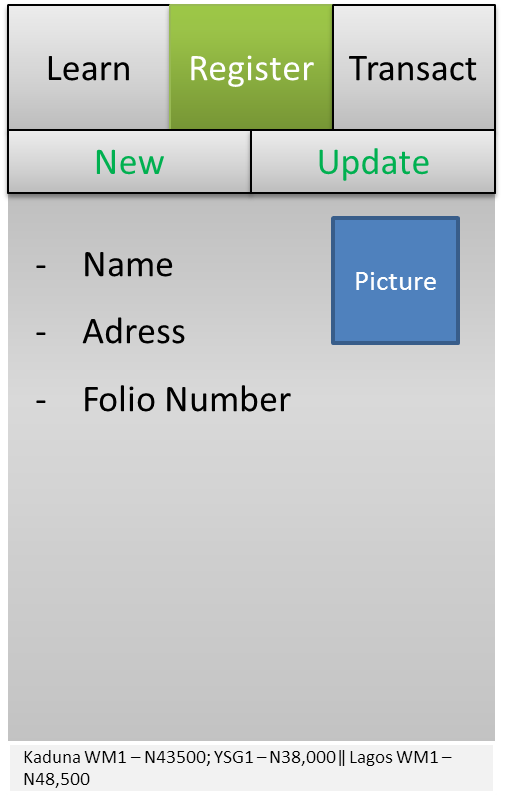 Learn Register Transact
New Update
- Name
Picture
- Adress
- Folio Number
Kaduna WM1 – N43500; YSG1 – N38,000‖ Lagos WM1 –
N48,500